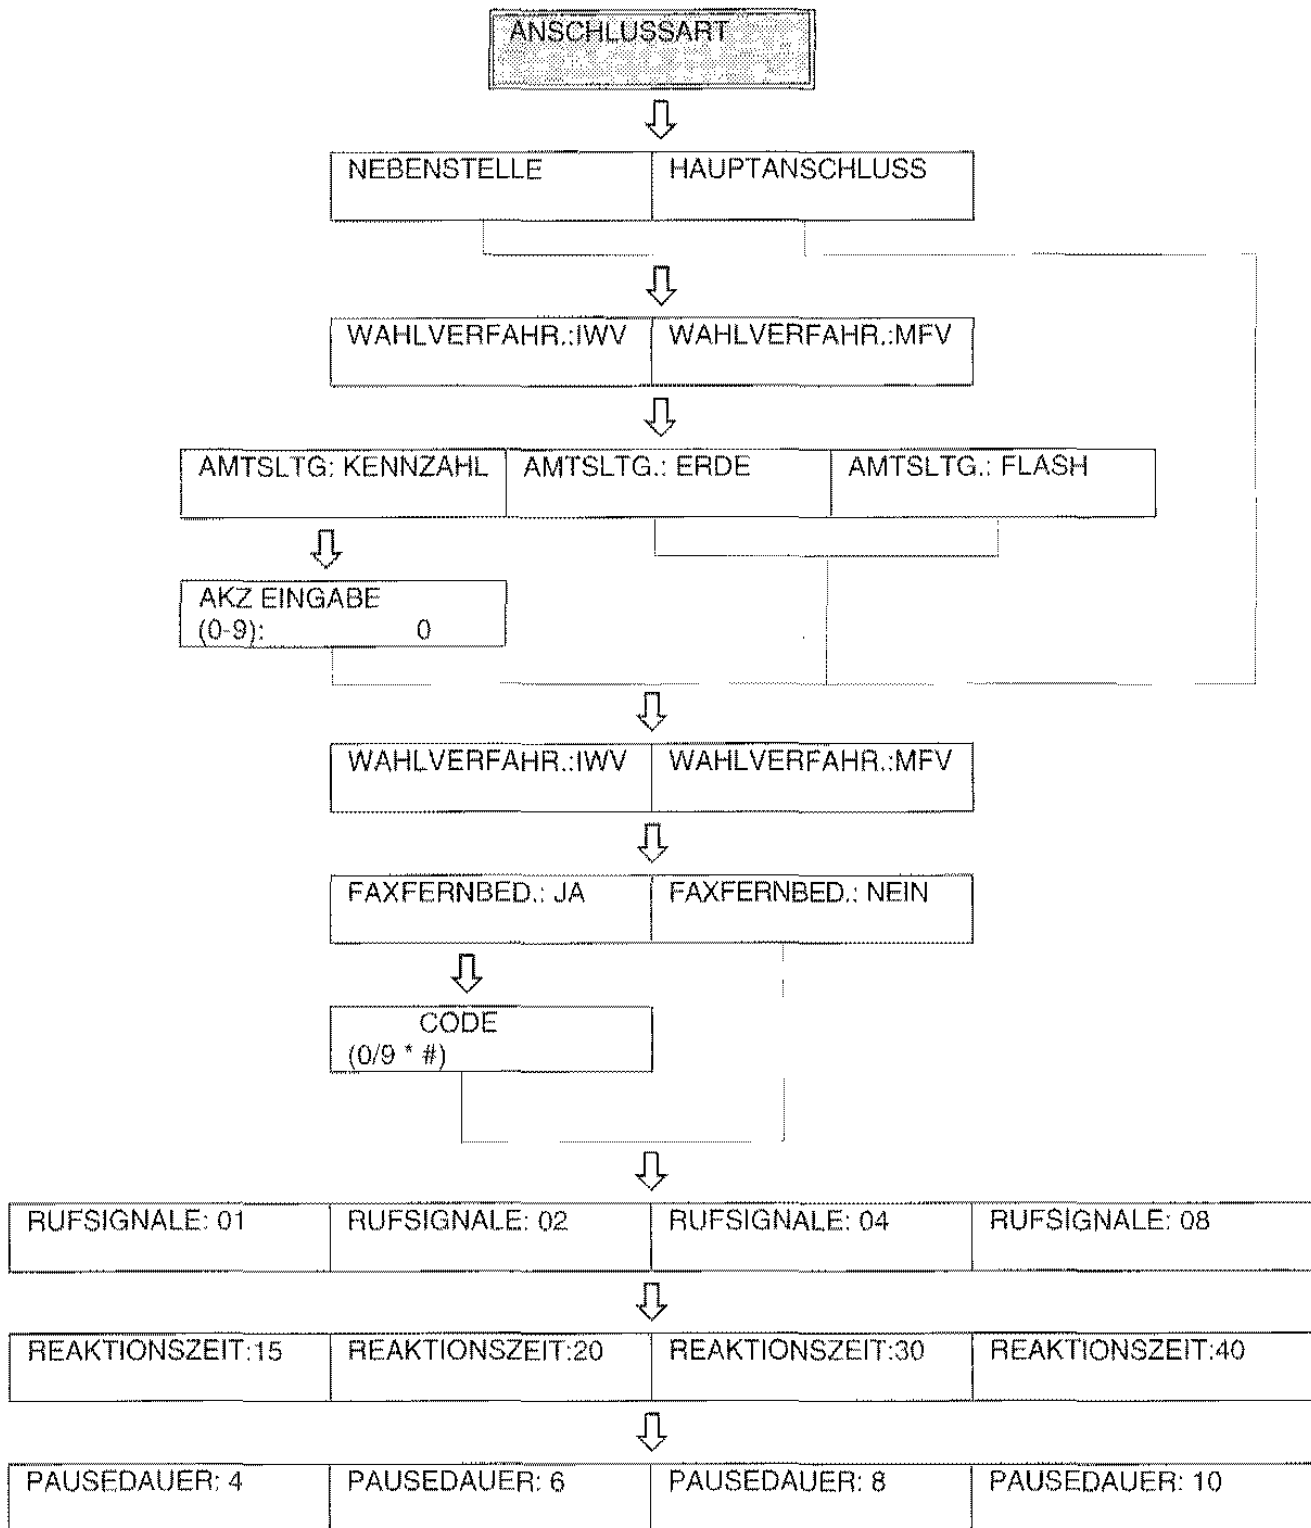 ANSCHLUSSART
NEBENSTELLE HAUPTANSCHLUSS
WAHLVERFAHR.:IWV WAHLVERFAHR.:MFV
AMTSLTG: KENNZAHL AMTSLTG.: ERDE AMTSLTG.: FLASH
AKZ EINGABE
(0-9): 0
WAHLVERFAHR.:IWV WAHLVERFAHR.:MFV
FAXFERNBED.: JA FAXFERNBED.: NEIN
CODE
(0/9 * #)
RUFSIGNALE: 01 RUFSIGNALE: 02 RUFSIGNALE: 04 RUFSIGNALE: 08
REAKTIONSZEIT:15 REAKTIONSZEIT:20 REAKTIONSZEIT:30 REAKTIONSZEIT:40
PAUSEDAUER: 4 PAUSEDAUER: 6 PAUSEDAUER: 8 PAUSEDAUER: 10